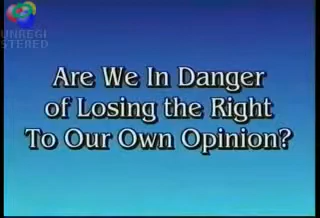 UNREGI
STERED
Are We In Danger
of Losing the Right
To Our Own Opinion?